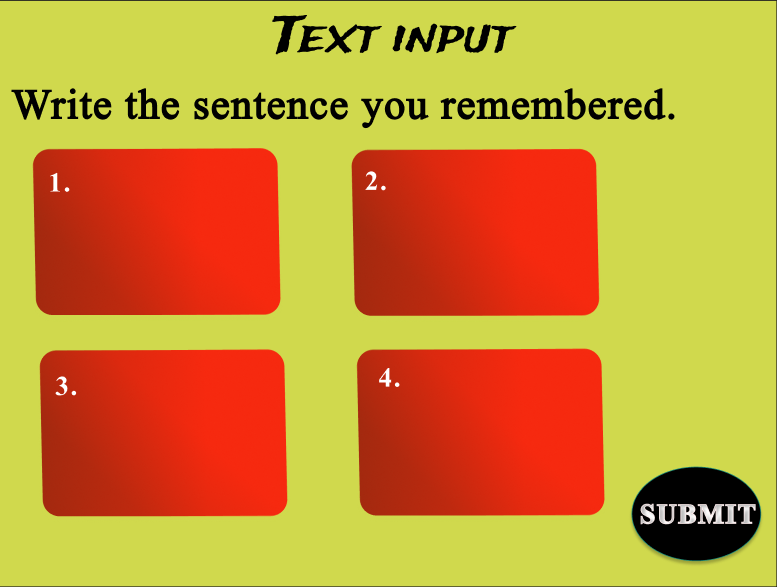 TEXT INPUT
Write the sentence you remembered.
1.
2.
3.
4.
SUBMIT